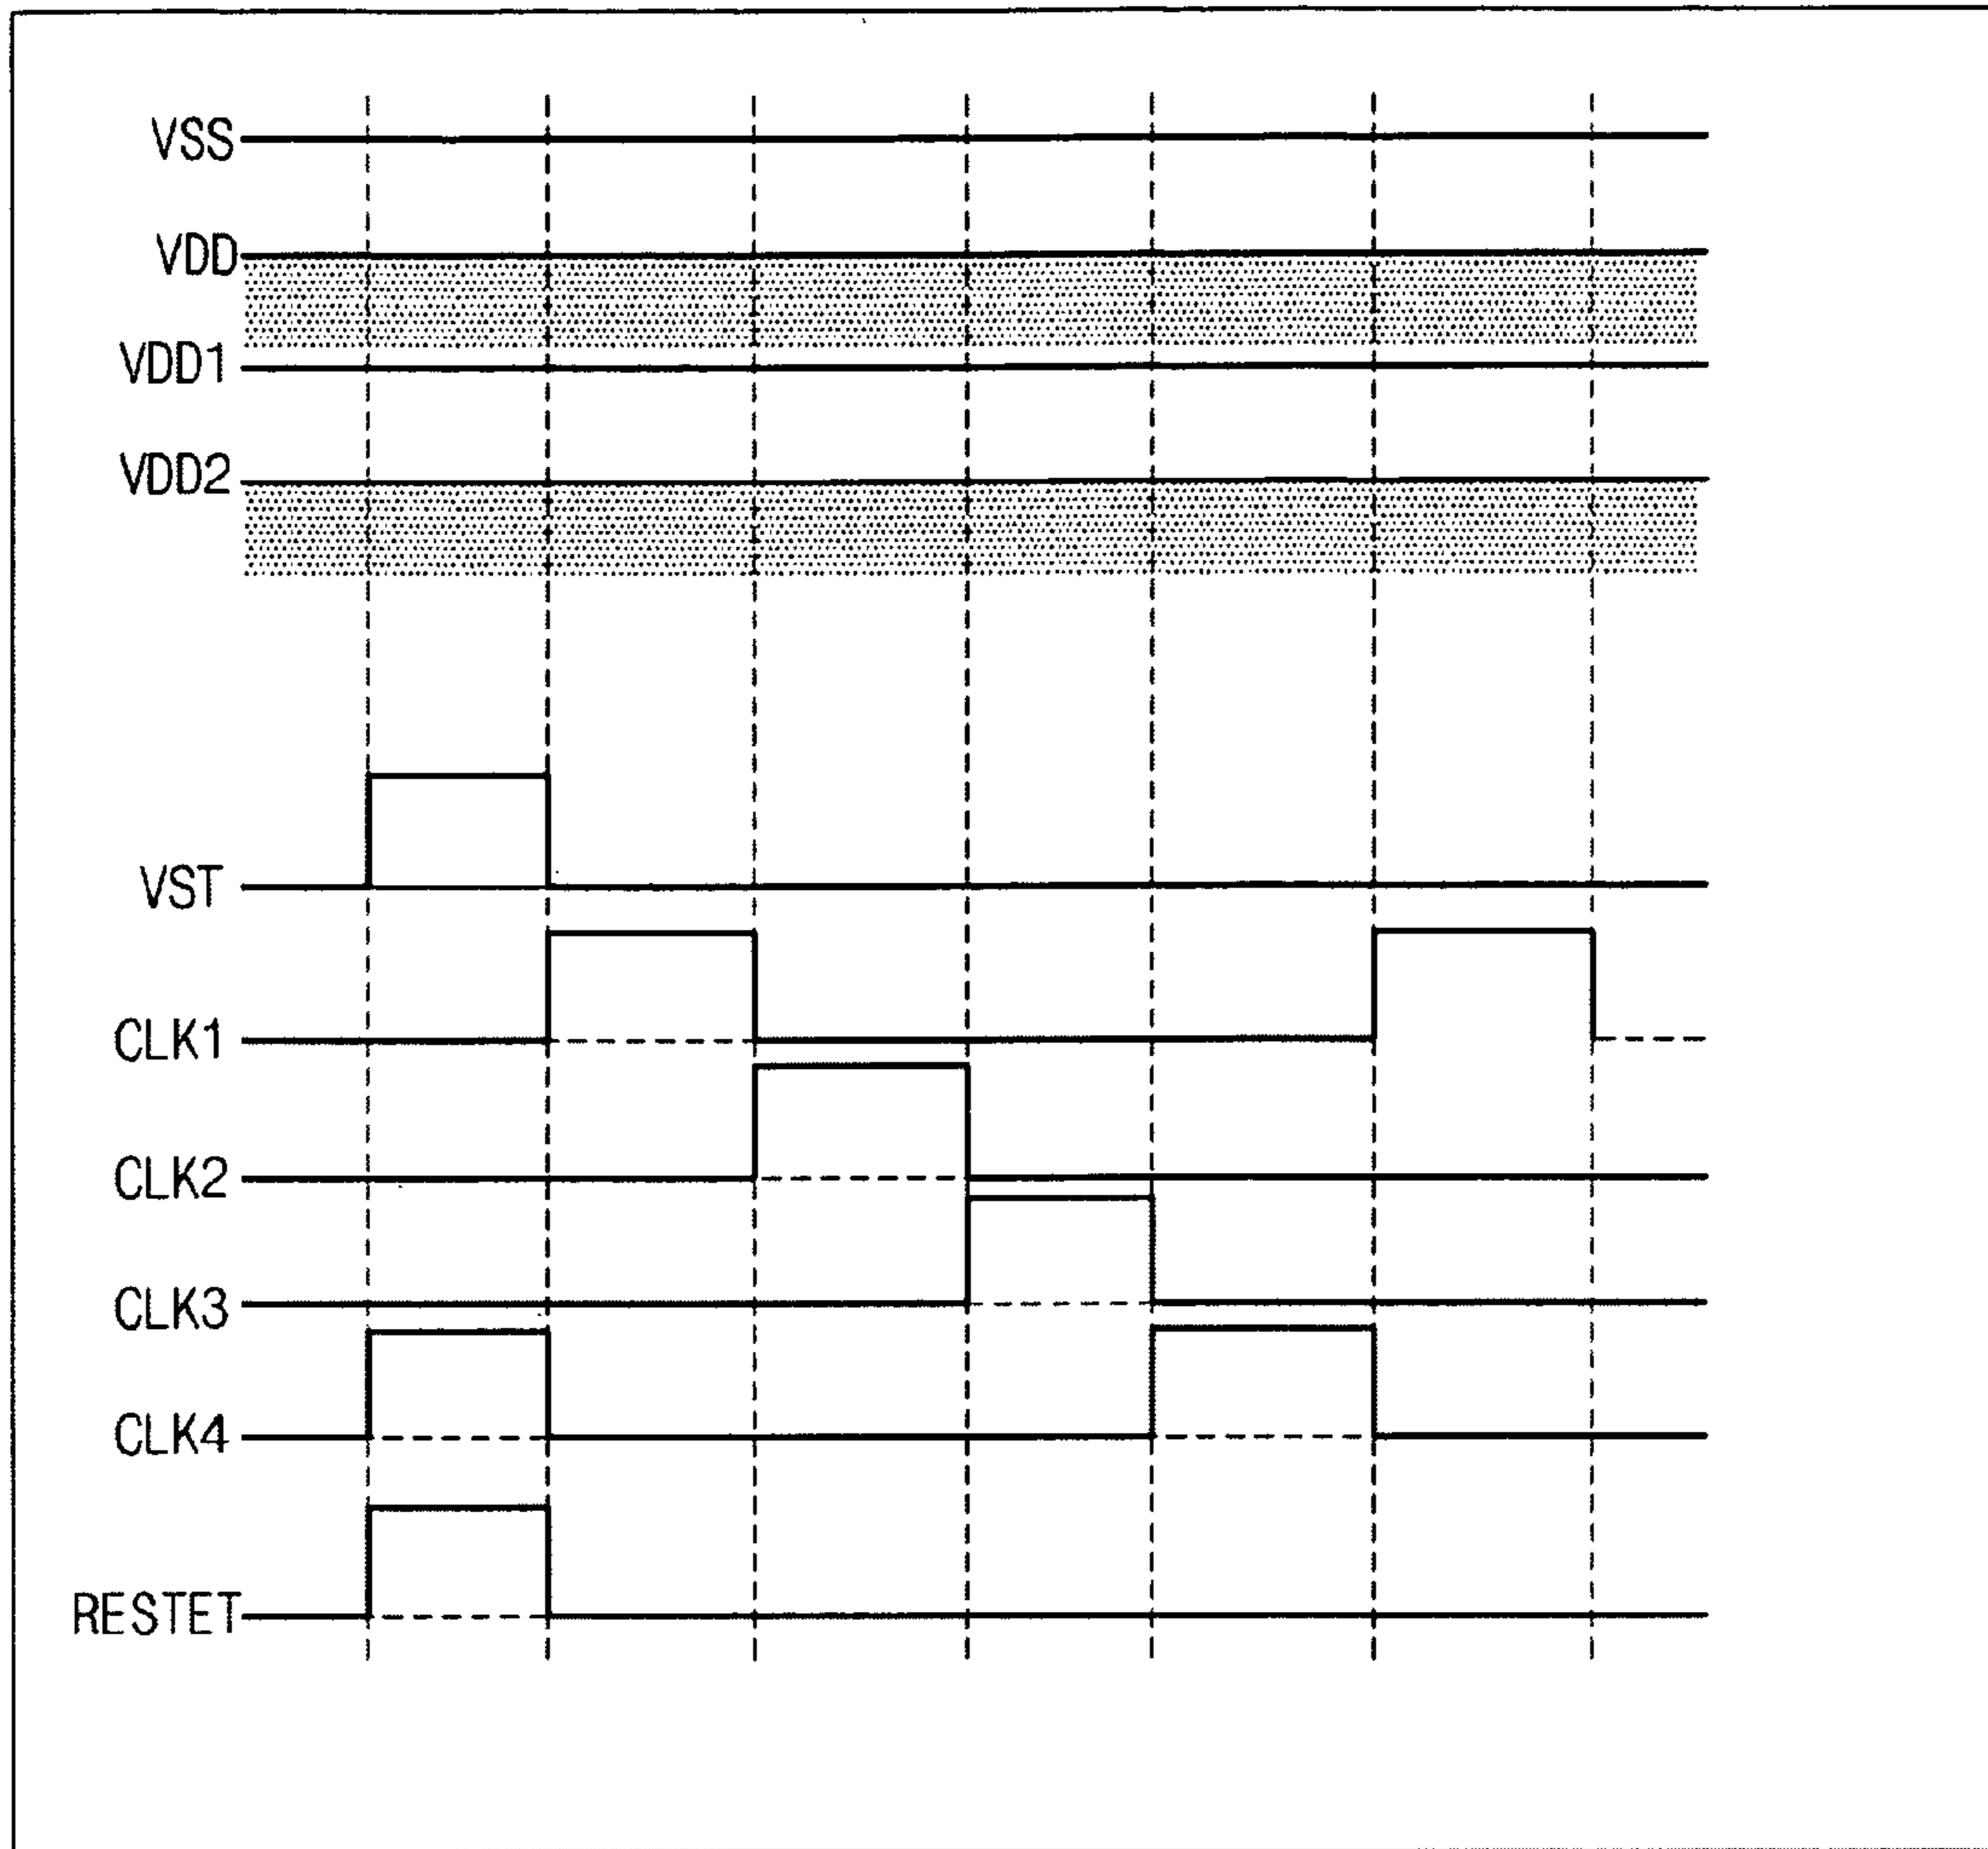 VSS
VDD
VDD1
VDD2
VST
CLK1
CLK2
CLK3
CLK4
RESTET